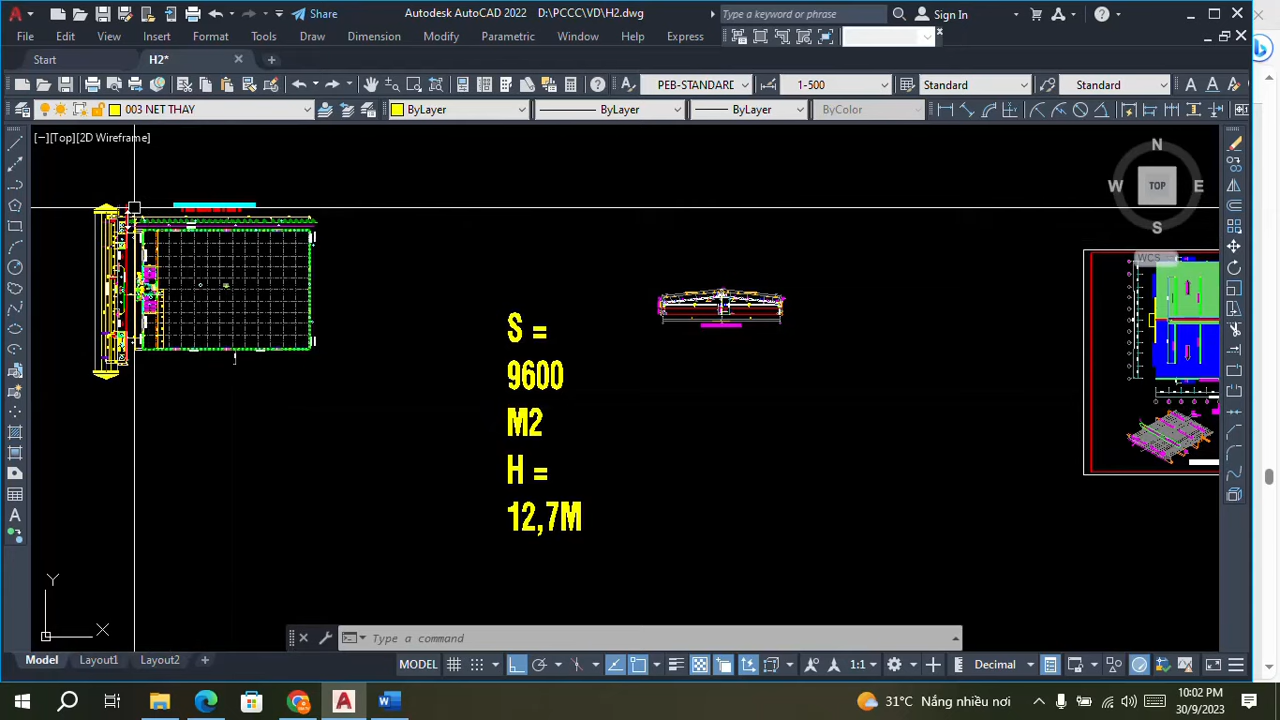 Share
Autodesk AutoCAD 2022 D:\PCCC\VD\H2.dwg
Type a keyword or phrase
Sign In
File Edit View Insert Format Tools Draw Dimension Modify Parametric Window Help Express
Start
H2*
PEB-STANDARD
1-500
Standard
Standard
003 NET THAY
ByLayer
ByLayer
ByLayer
ByColor
[−][Top][2D Wireframe]
N
W TOP E
S
WCS
S =
9600
M2
H =
12,7M
Y
X
Type a command
Model Layout1 Layout2
MODEL
1:1
Decimal
31°C Nắng nhiều nơi
10:02 PM
30/9/2023